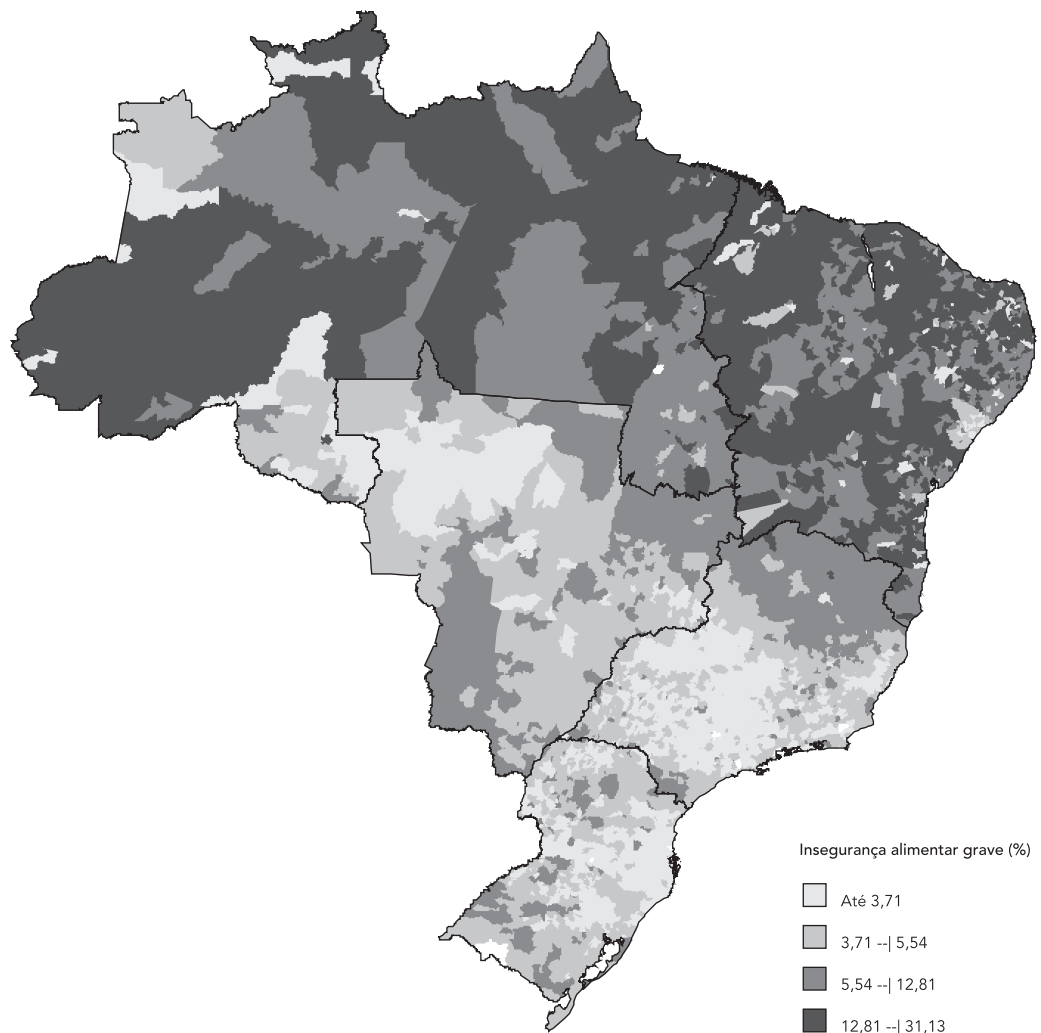 Insegurança alimentar grave (%)
Até 3,71
3,71 --| 5,54
5,54 --| 12,81
12,81 --| 31,13